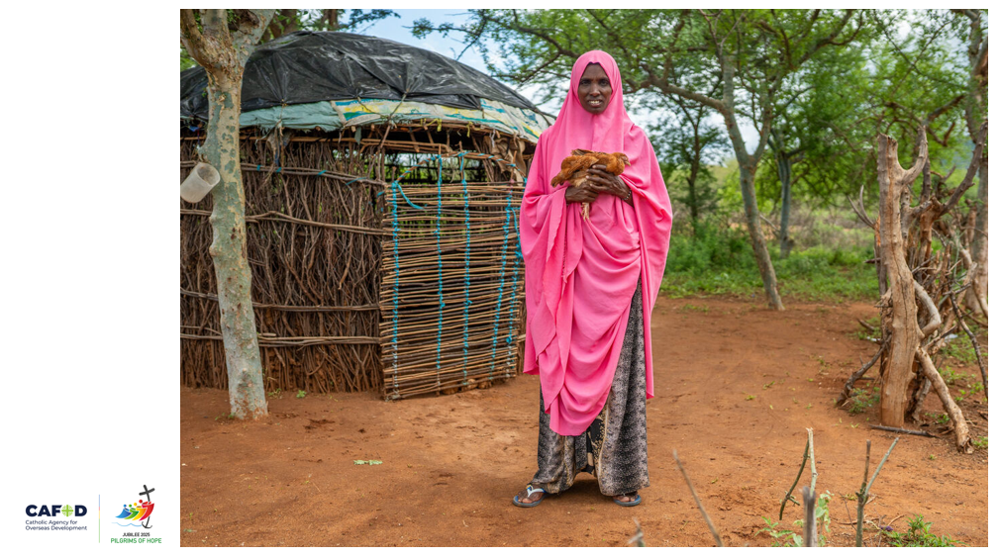 CAFOD
Catholic Agency for
Overseas Development
JUBILEE 2025
PILGRIMS OF HOPE